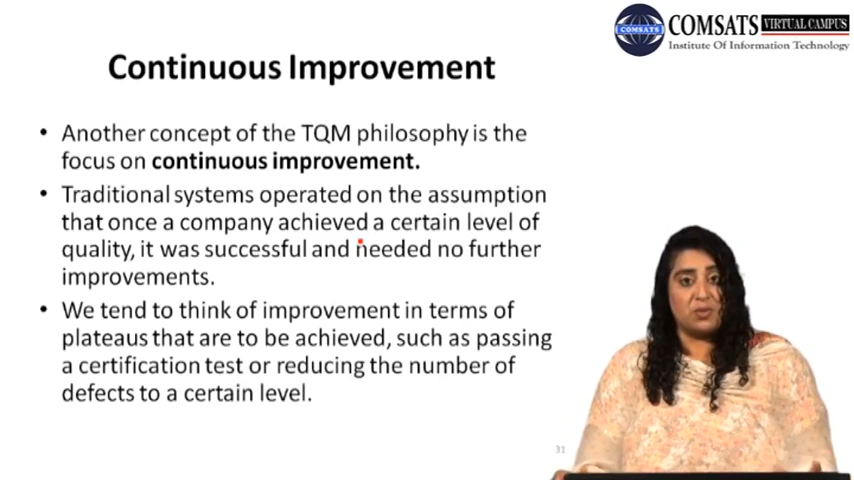 COMSATS
COMSATS VIRTUAL CAMPUS
Institute Of Information Technology
Continuous Improvement
• Another concept of the TQM philosophy is the
focus on continuous improvement.
• Traditional systems operated on the assumption
that once a company achieved a certain level of
quality, it was successful and needed no further
improvements.
• We tend to think of improvement in terms of
plateaus that are to be achieved, such as passing
a certification test or reducing the number of
defects to a certain level.
31